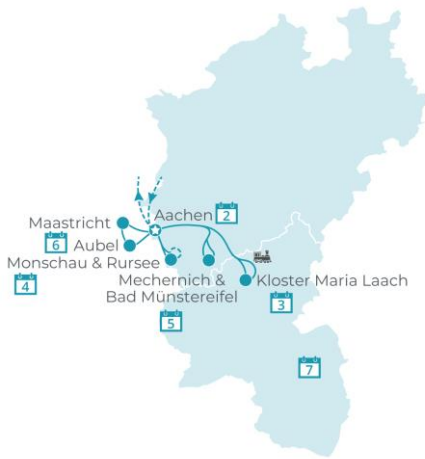 Aachen 2
Maastricht
6 Aubel
Monschau & Rursee
4
Mechernich &
Bad Münstereifel
Kloster Maria Laach
3
5
7